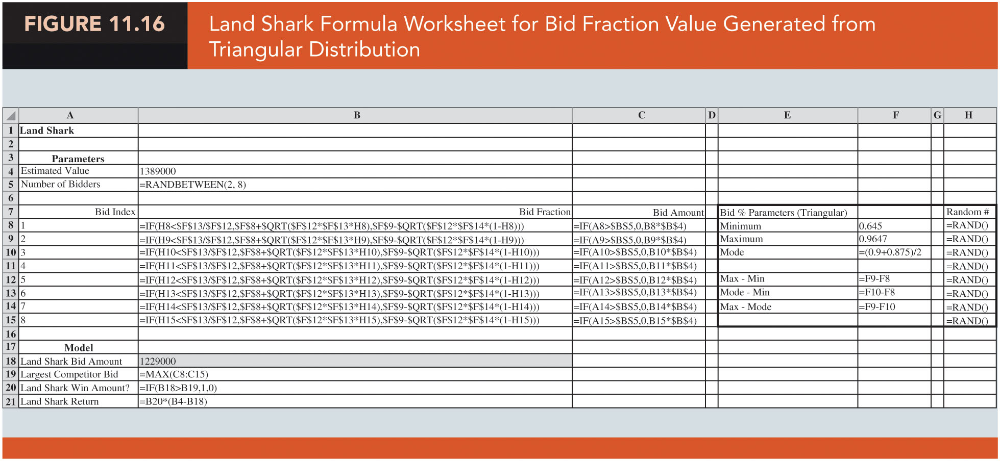 FIGURE 11.16
Land Shark Formula Worksheet for Bid Fraction Value Generated from
Triangular Distribution
A B C D E F G H
1 Land Shark
2
3 Parameters
4 Estimated Value 1389000
5 Number of Bidders =RANDBETWEEN(2, 8)
6
7 Bid Index Bid Fraction Bid Amount Bid % Parameters (Triangular) Random #
8 1 =IF(H8<$F$13/$F$12,$F$8+$QRT($F$12*$F$13*H8),$F$9-$QRT($F$12*$F$14*(1-H8))) =IF(A8>$BS5,0,B8*$B$4) Minimum 0.645 =RAND()
9 2 =IF(H9<$F$13/$F$12,$F$8+$QRT($F$12*$F$13*H9),$F$9-$QRT($F$12*$F$14*(1-H9))) =IF(A9>$BS5,0,B9*$B$4) Maximum 0.9647 =RAND()
10 3 =IF(H10<$F$13/$F$12,$F$8+$QRT($F$12*$F$13*H10),$F$9-$QRT($F$12*$F$14*(1-H10))) =IF(A10>$BS5,0,B10*$B$4) Mode =(0.9+0.875)/2 =RAND()
11 4 =IF(H11<$F$13/$F$12,$F$8+$QRT($F$12*$F$13*H11),$F$9-$QRT($F$12*$F$14*(1-H11))) =IF(A11>$BS5,0,B11*$B$4) =RAND()
12 5 =IF(H12<$F$13/$F$12,$F$8+$QRT($F$12*$F$13*H12),$F$9-$QRT($F$12*$F$14*(1-H12))) =IF(A12>$BS5,0,B12*$B$4) Max - Min =F9-F8 =RAND()
13 6 =IF(H13<$F$13/$F$12,$F$8+$QRT($F$12*$F$13*H13),$F$9-$QRT($F$12*$F$14*(1-H13))) =IF(A13>$BS5,0,B13*$B$4) Mode - Min =F10-F8 =RAND()
14 7 =IF(H14<$F$13/$F$12,$F$8+$QRT($F$12*$F$13*H14),$F$9-$QRT($F$12*$F$14*(1-H14))) =IF(A14>$BS5,0,B14*$B$4) Max - Mode =F9-F10 =RAND()
15 8 =IF(H15<$F$13/$F$12,$F$8+$QRT($F$12*$F$13*H15),$F$9-$QRT($F$12*$F$14*(1-H15))) =IF(A15>$BS5,0,B15*$B$4) =RAND()
16
17 Model
18 Land Shark Bid Amount 1229000
19 Largest Competitor Bid =MAX(C8:C15)
20 Land Shark Win Amount? =IF(B18>B19,1,0)
21 Land Shark Return =B20*(B4-B18)